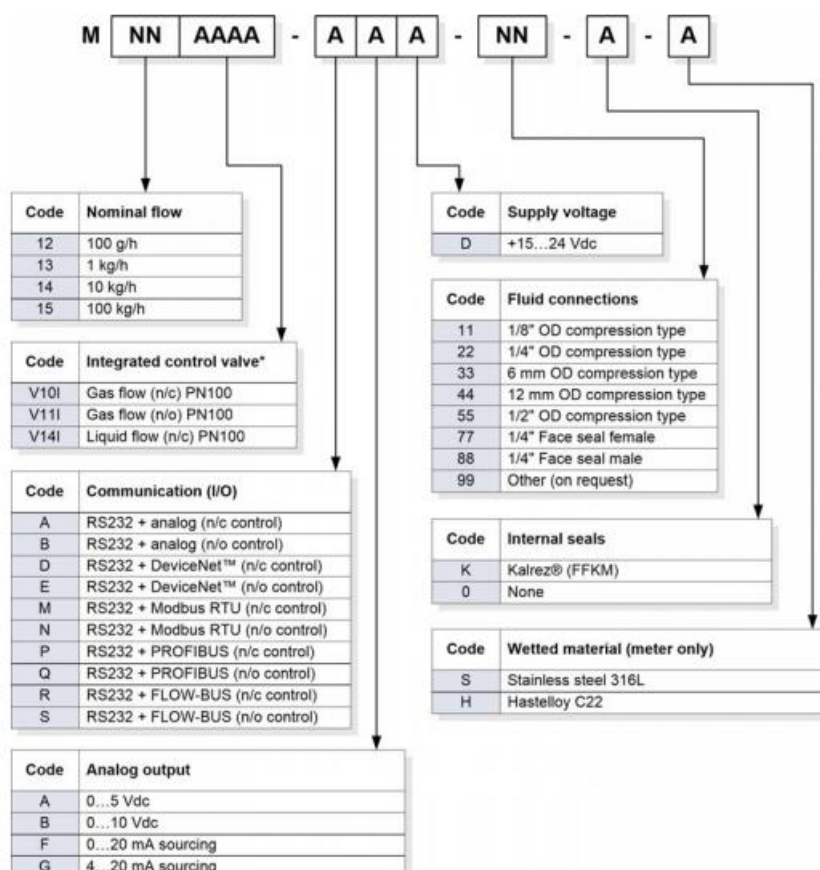 M NN AAAA - A A A - NN - A - A
Code Nominal flow
12 100 g/h
13 1 kg/h
14 10 kg/h
15 100 kg/h
Code Integrated control valve*
V10I Gas flow (n/c) PN100
V11I Gas flow (n/o) PN100
V14I Liquid flow (n/c) PN100
Code Communication (I/O)
A RS232 + analog (n/c control)
B RS232 + analog (n/o control)
D RS232 + DeviceNet™ (n/c control)
E RS232 + DeviceNet™ (n/o control)
M RS232 + Modbus RTU (n/c control)
N RS232 + Modbus RTU (n/o control)
P RS232 + PROFIBUS (n/c control)
Q RS232 + PROFIBUS (n/o control)
R RS232 + FLOW-BUS (n/c control)
S RS232 + FLOW-BUS (n/o control)
Code Analog output
A 0...5 Vdc
B 0...10 Vdc
F 0...20 mA sourcing
G 4...20 mA sourcing
Code Supply voltage
D +15...24 Vdc
Code Fluid connections
11 1/8" OD compression type
22 1/4" OD compression type
33 6 mm OD compression type
44 12 mm OD compression type
55 1/2" OD compression type
77 1/4" Face seal female
88 1/4" Face seal male
99 Other (on request)
Code Internal seals
K Kalrez® (FFKM)
0 None
Code Wetted material (meter only)
S Stainless steel 316L
H Hastelloy C22